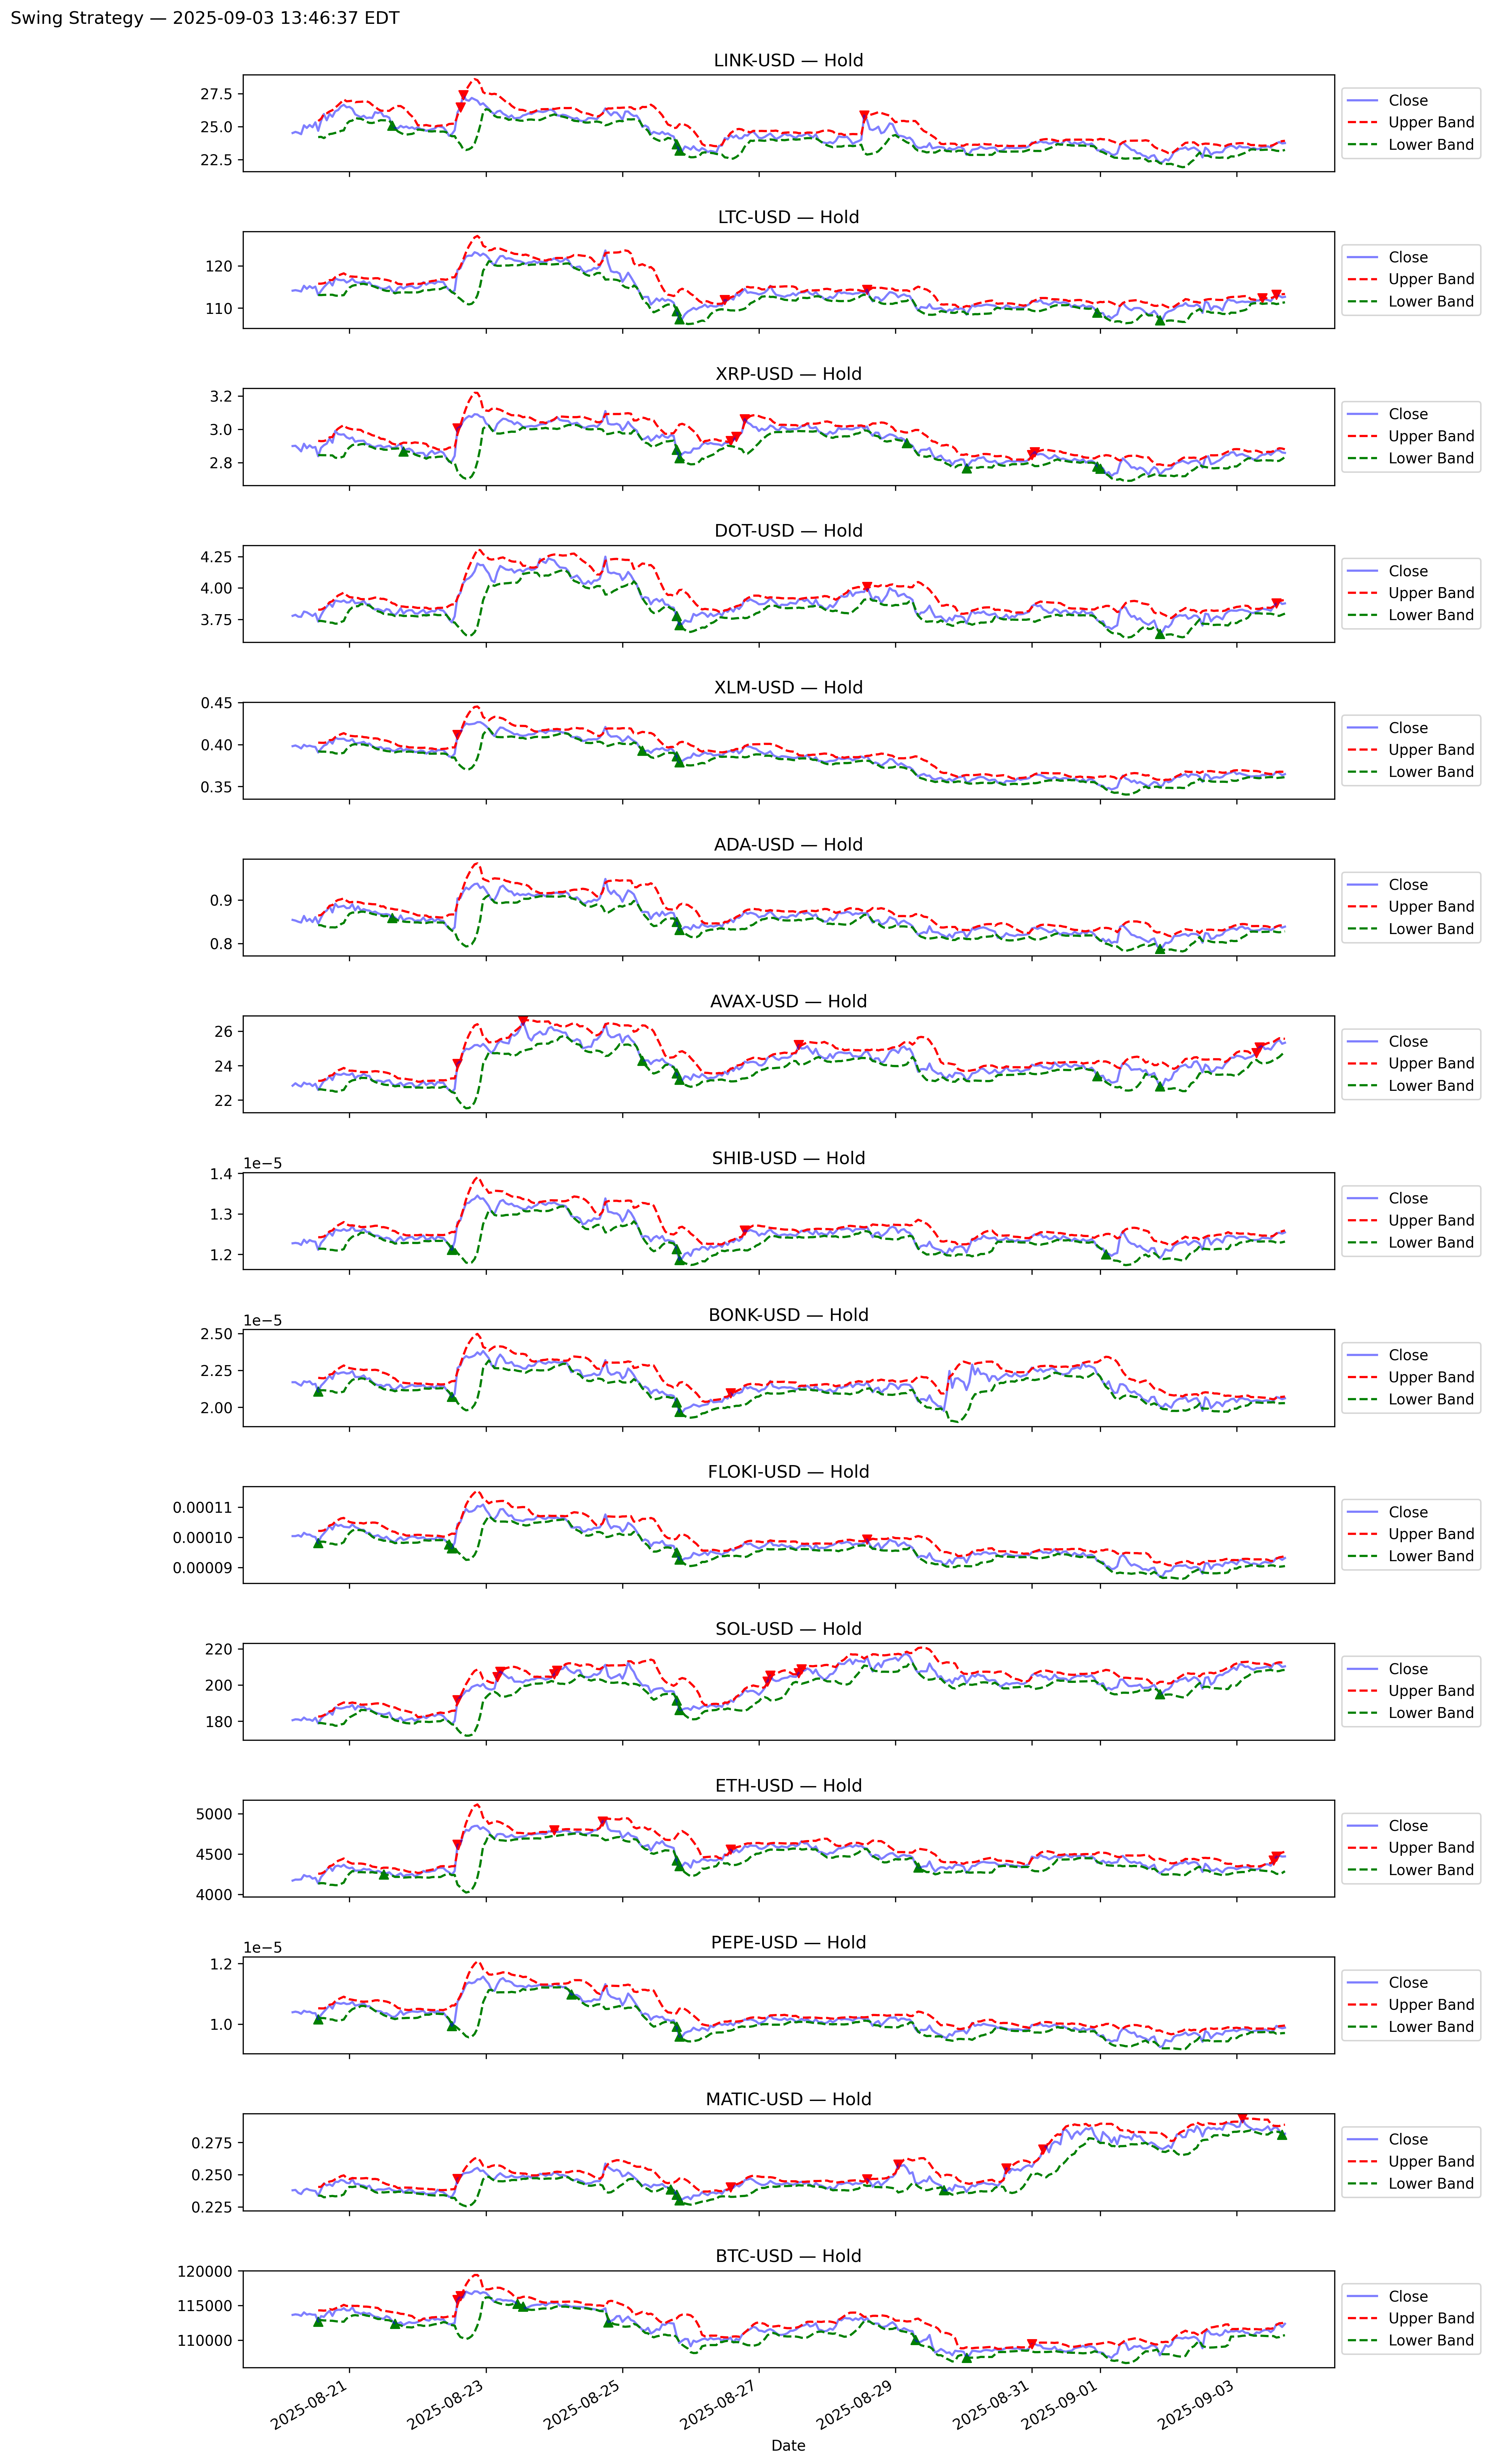 Swing Strategy — 2025-09-03 13:46:37 EDT
LINK-USD — Hold
27.5
25.0
22.5
Close
Upper Band
Lower Band
LTC-USD — Hold
120
110
Close
Upper Band
Lower Band
XRP-USD — Hold
3.2
3.0
2.8
Close
Upper Band
Lower Band
DOT-USD — Hold
4.25
4.00
3.75
Close
Upper Band
Lower Band
XLM-USD — Hold
0.45
0.40
0.35
Close
Upper Band
Lower Band
ADA-USD — Hold
0.9
0.8
Close
Upper Band
Lower Band
AVAX-USD — Hold
26
24
22
Close
Upper Band
Lower Band
SHIB-USD — Hold
1e−5
1.4
1.3
1.2
Close
Upper Band
Lower Band
BONK-USD — Hold
1e−5
2.50
2.25
2.00
Close
Upper Band
Lower Band
FLOKI-USD — Hold
0.00011
0.00010
0.00009
Close
Upper Band
Lower Band
SOL-USD — Hold
220
200
180
Close
Upper Band
Lower Band
ETH-USD — Hold
5000
4500
4000
Close
Upper Band
Lower Band
PEPE-USD — Hold
1e−5
1.2
1.0
Close
Upper Band
Lower Band
MATIC-USD — Hold
0.275
0.250
0.225
Close
Upper Band
Lower Band
BTC-USD — Hold
120000
115000
110000
Close
Upper Band
Lower Band
2025-08-21
2025-08-23
2025-08-25
2025-08-27
2025-08-29
2025-08-31
2025-09-01
2025-09-03
Date